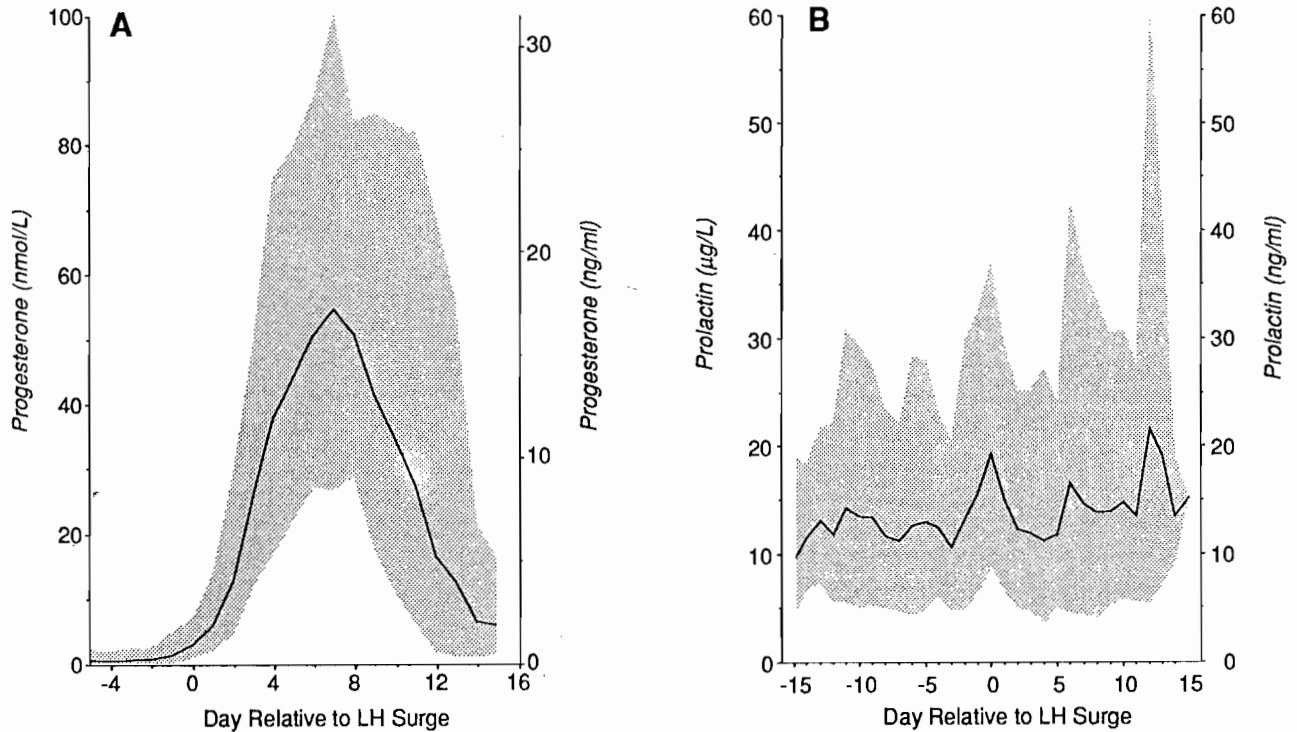 A
100
80
60
40
20
0
Progesterone (nmol/L)
30
20
10
0
Progesterone (ng/ml)
-4 0 4 8 12 16
Day Relative to LH Surge
B
60
50
40
30
20
10
0
Prolactin (µg/L)
60
50
40
30
20
10
0
Prolactin (ng/ml)
-15 -10 -5 0 5 10 15
Day Relative to LH Surge